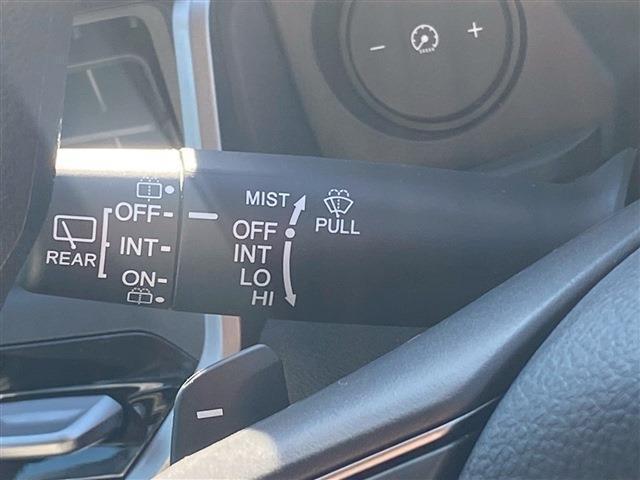 − +
MIST
OFF
OFF
PULL
INT
INT
REAR
ON
LO
HI
−